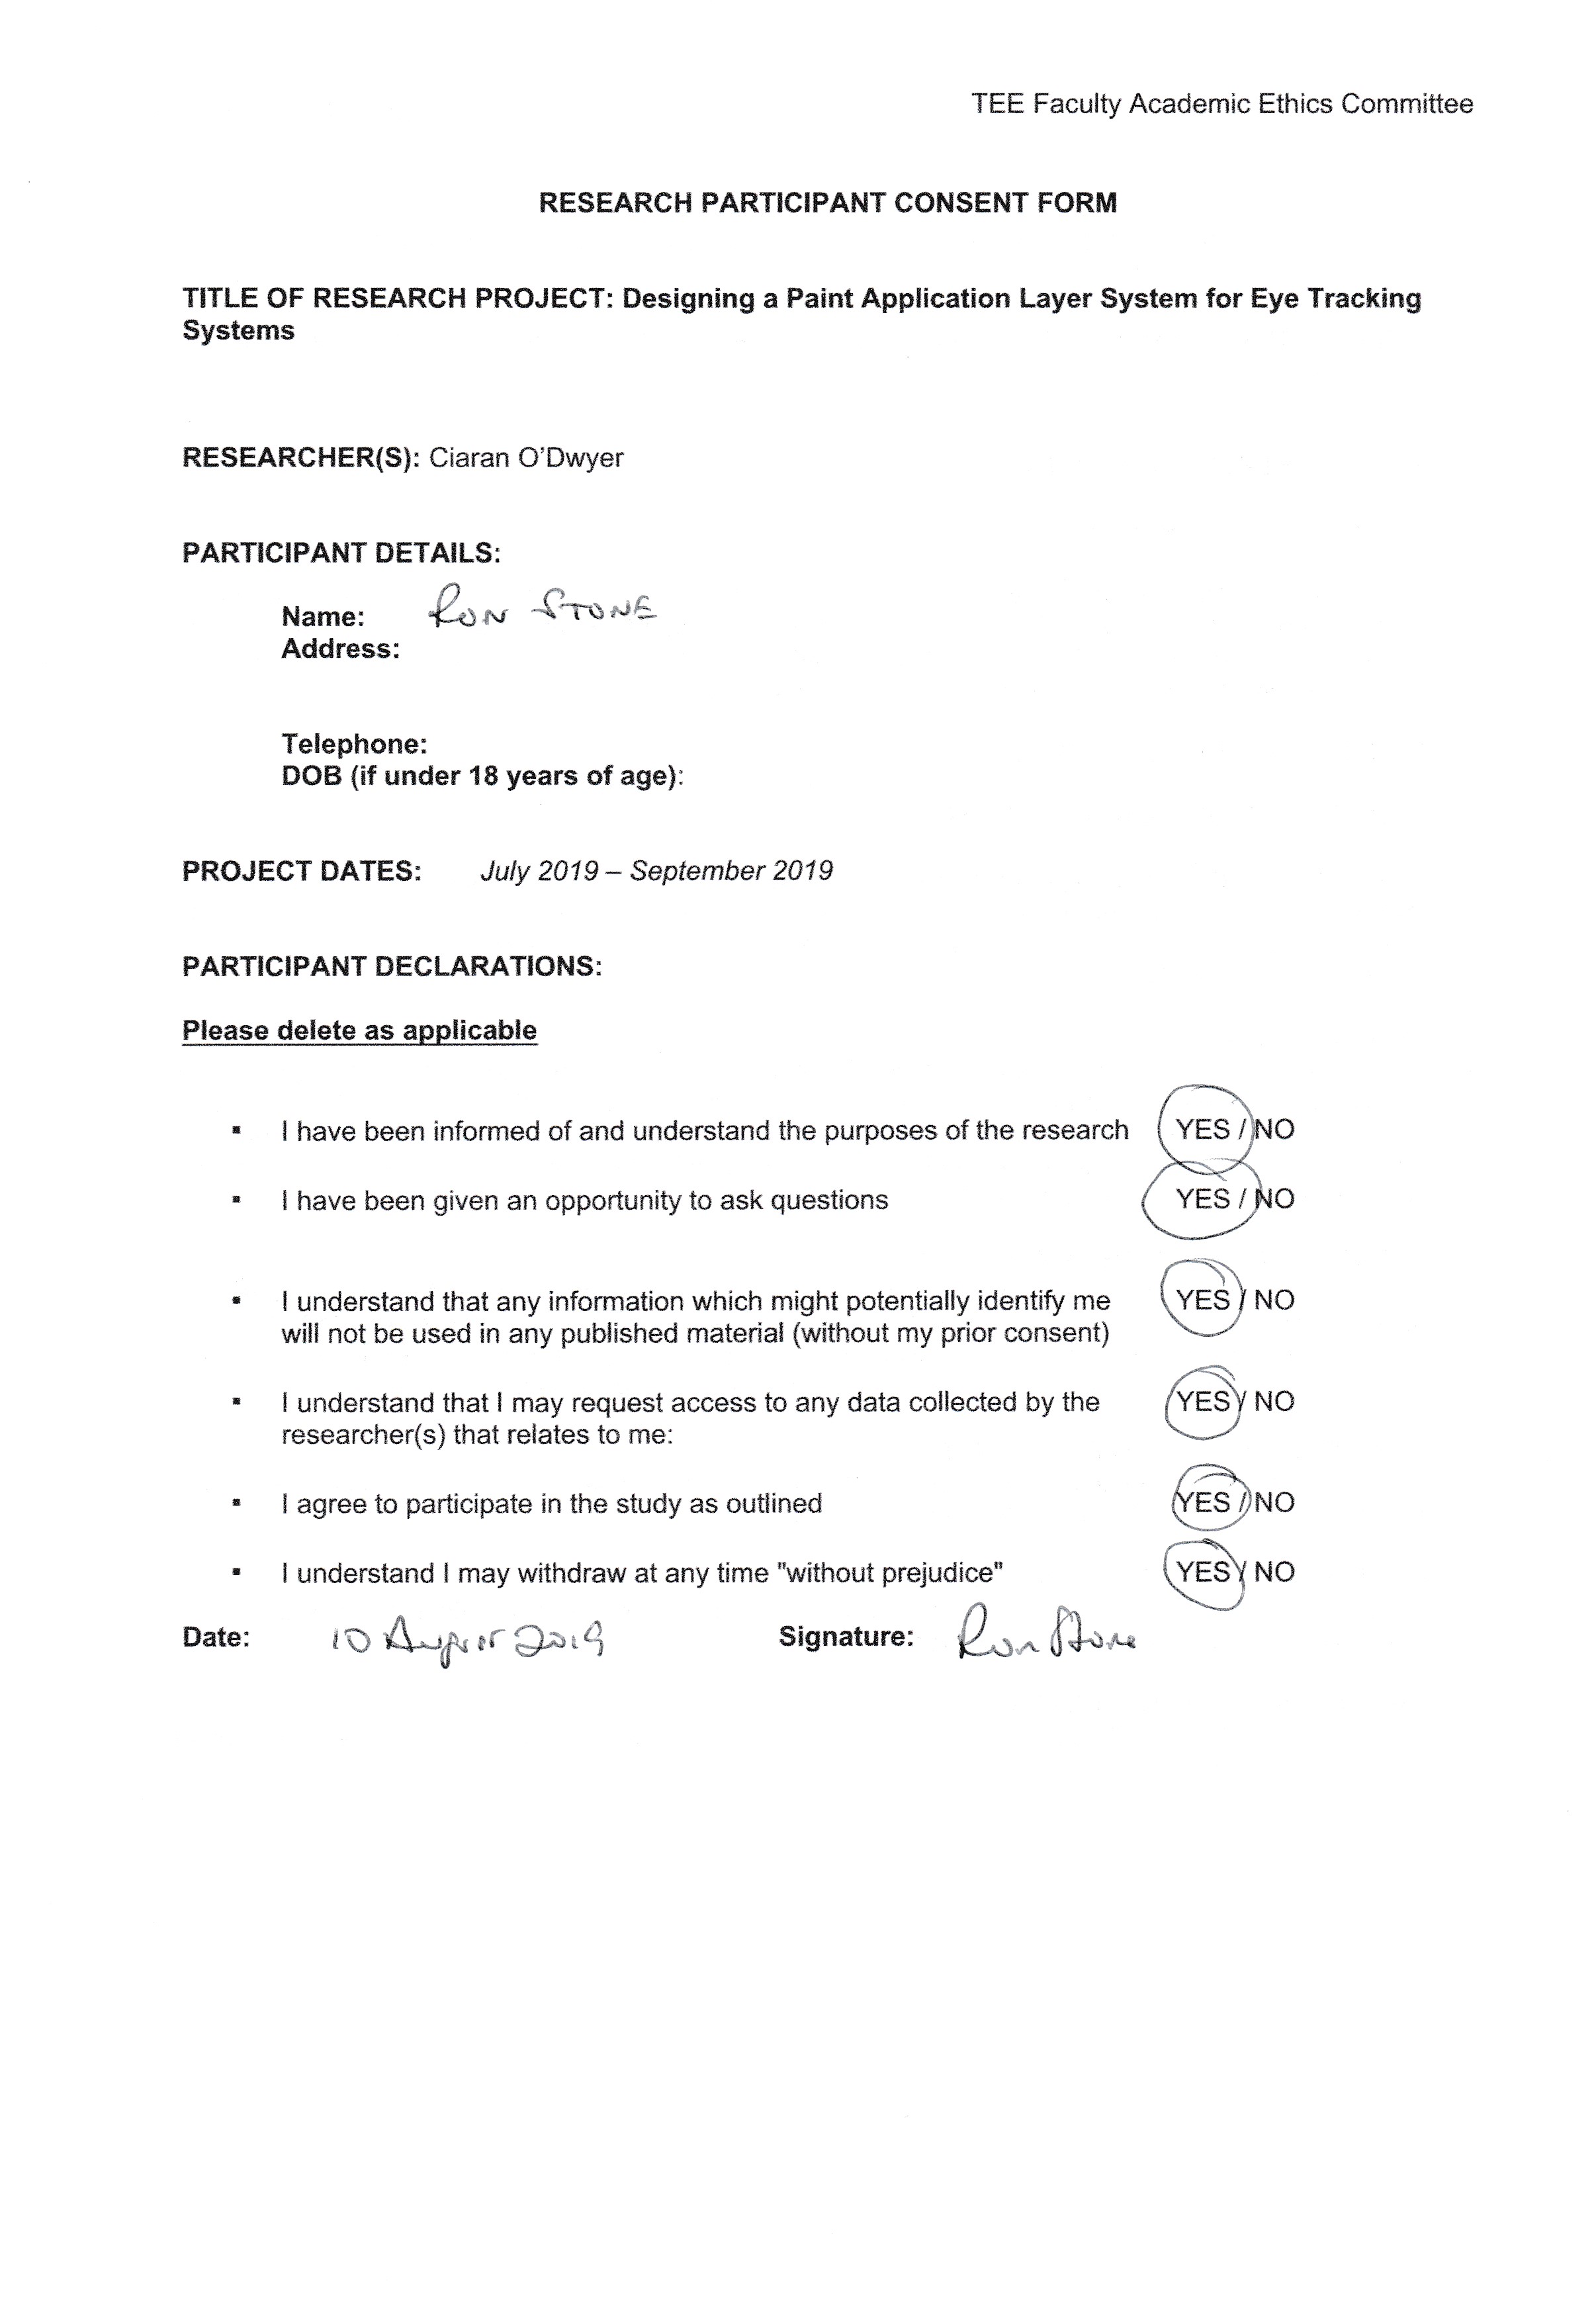 TEE Faculty Academic Ethics Committee
RESEARCH PARTICIPANT CONSENT FORM
TITLE OF RESEARCH PROJECT: Designing a Paint Application Layer System for Eye Tracking
Systems
RESEARCHER(S): Ciaran O'Dwyer
PARTICIPANT DETAILS:
Name: RON STONE
Address:
Telephone:
DOB (if under 18 years of age):
PROJECT DATES: July 2019 – September 2019
PARTICIPANT DECLARATIONS:
Please delete as applicable
▪ I have been informed of and understand the purposes of the research YES / NO
▪ I have been given an opportunity to ask questions YES / NO
▪ I understand that any information which might potentially identify me YES / NO
will not be used in any published material (without my prior consent)
▪ I understand that I may request access to any data collected by the YES / NO
researcher(s) that relates to me:
▪ I agree to participate in the study as outlined YES / NO
▪ I understand I may withdraw at any time "without prejudice" YES / NO
Date: 10 August 2019 Signature: Ron Stone